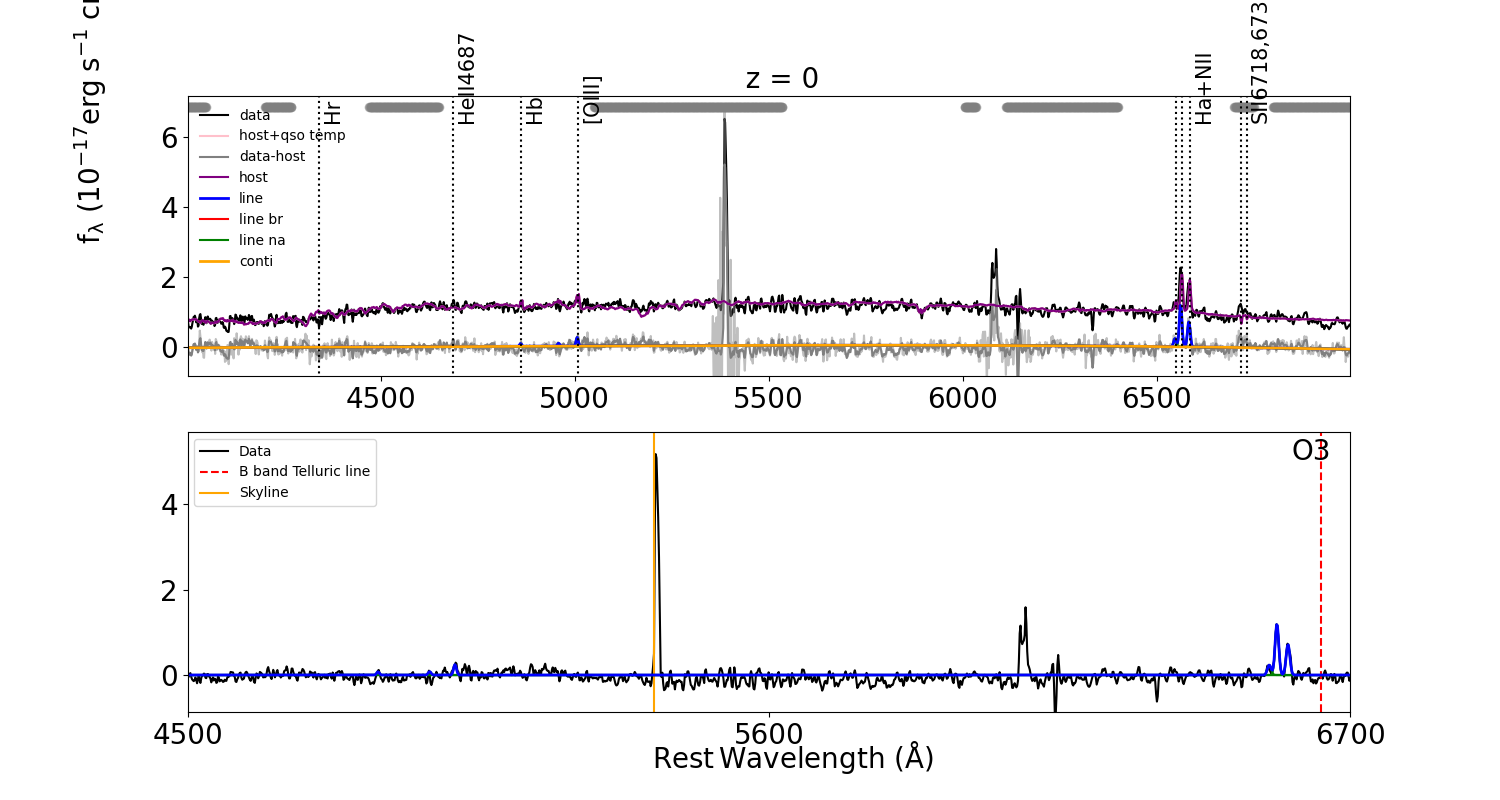 z = 0
f_λ (10^−17 erg s^−1 c
Hr
HeII4687
Hb
[OIII]
Ha+NII
SII6718,673
data
host+qso temp
data-host
host
line
line br
line na
conti
6
4
2
0
4500 5000 5500 6000 6500
Data
B band Telluric line
Skyline
O3
4
2
0
4500 5600 6700
Rest Wavelength (Å)